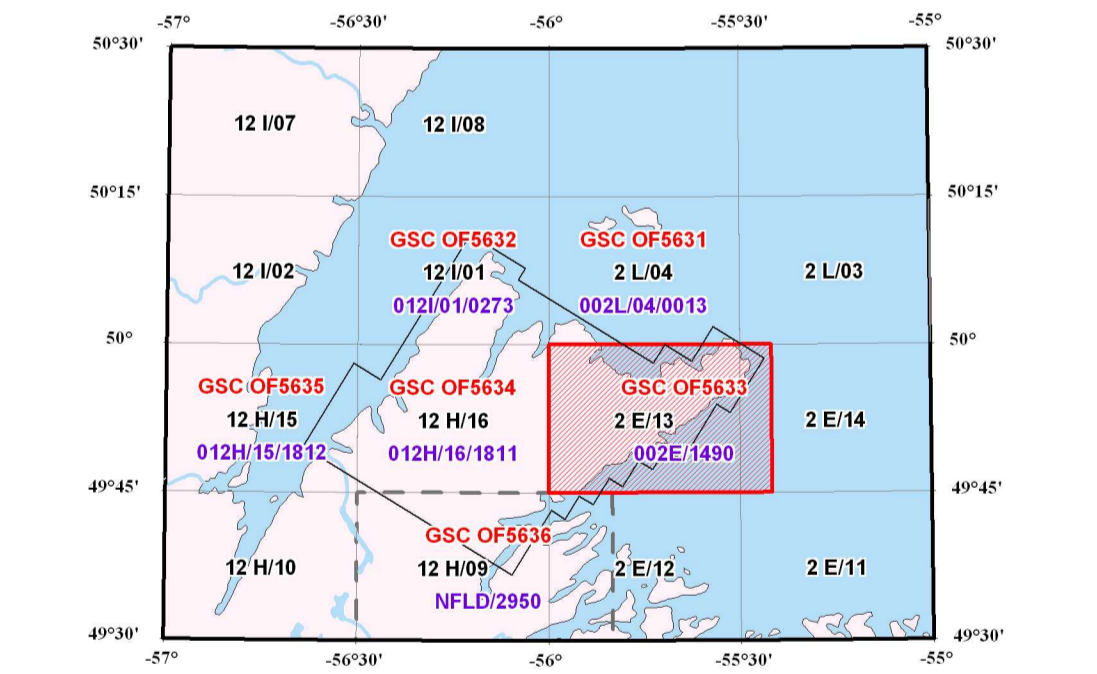 -57° -56°30' -56° -55°30' -55°
50°30' 50°30'
12 I/07 12 I/08
50°15' 50°15'
GSC OF5632 GSC OF5631
12 I/02 12 I/01 2 L/04 2 L/03
012I/01/0273 002L/04/0013
50° 50°
GSC OF5635 GSC OF5634 GSC OF5633
12 H/15 12 H/16 2 E/13 2 E/14
012H/15/1812 012H/16/1811 002E/1490
49°45' 49°45'
GSC OF5636
12 H/10 12 H/09 2 E/12 2 E/11
NFLD/2950
49°30' 49°30'
-57° -56°30' -56° -55°30' -55°